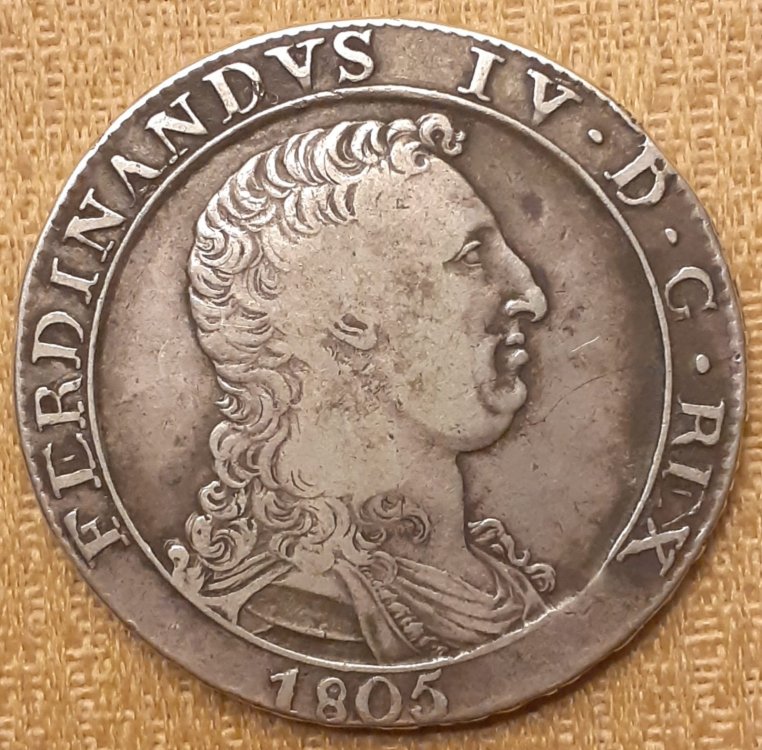 FERDINANDVS IV · D · G · REX
1805